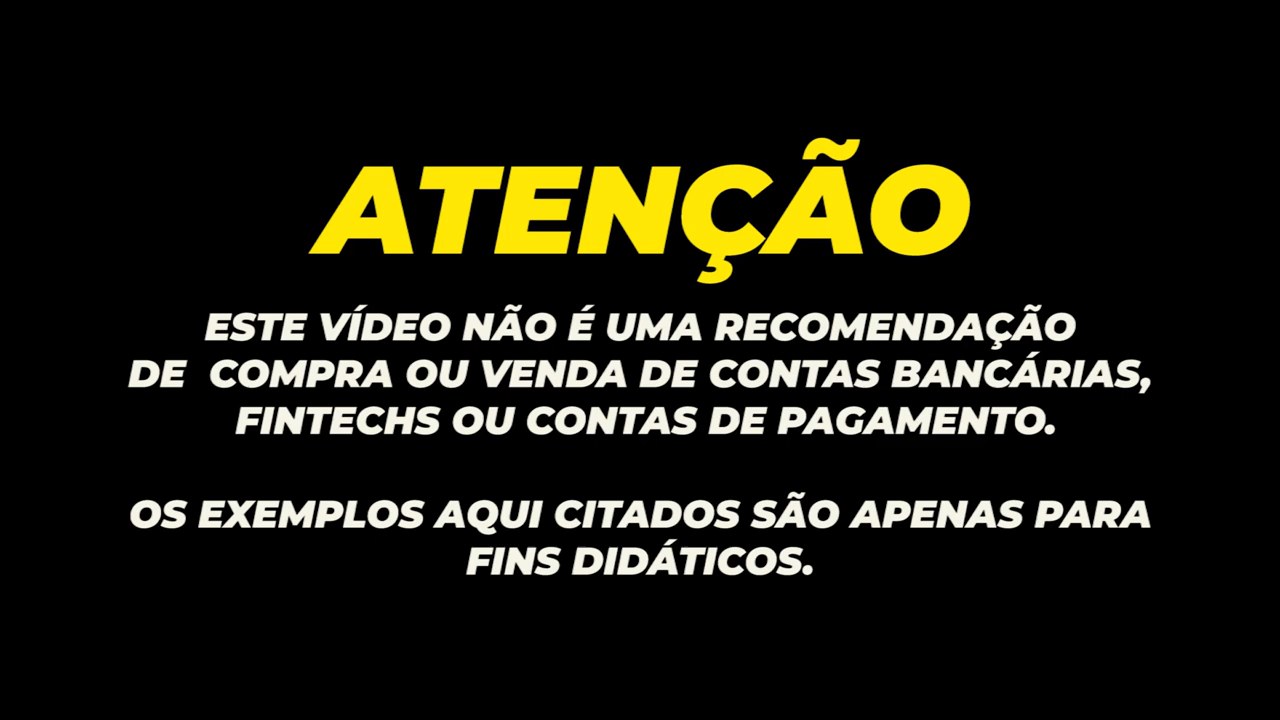 ATENÇÃO
ESTE VÍDEO NÃO É UMA RECOMENDAÇÃO
DE COMPRA OU VENDA DE CONTAS BANCÁRIAS,
FINTECHS OU CONTAS DE PAGAMENTO.
OS EXEMPLOS AQUI CITADOS SÃO APENAS PARA
FINS DIDÁTICOS.